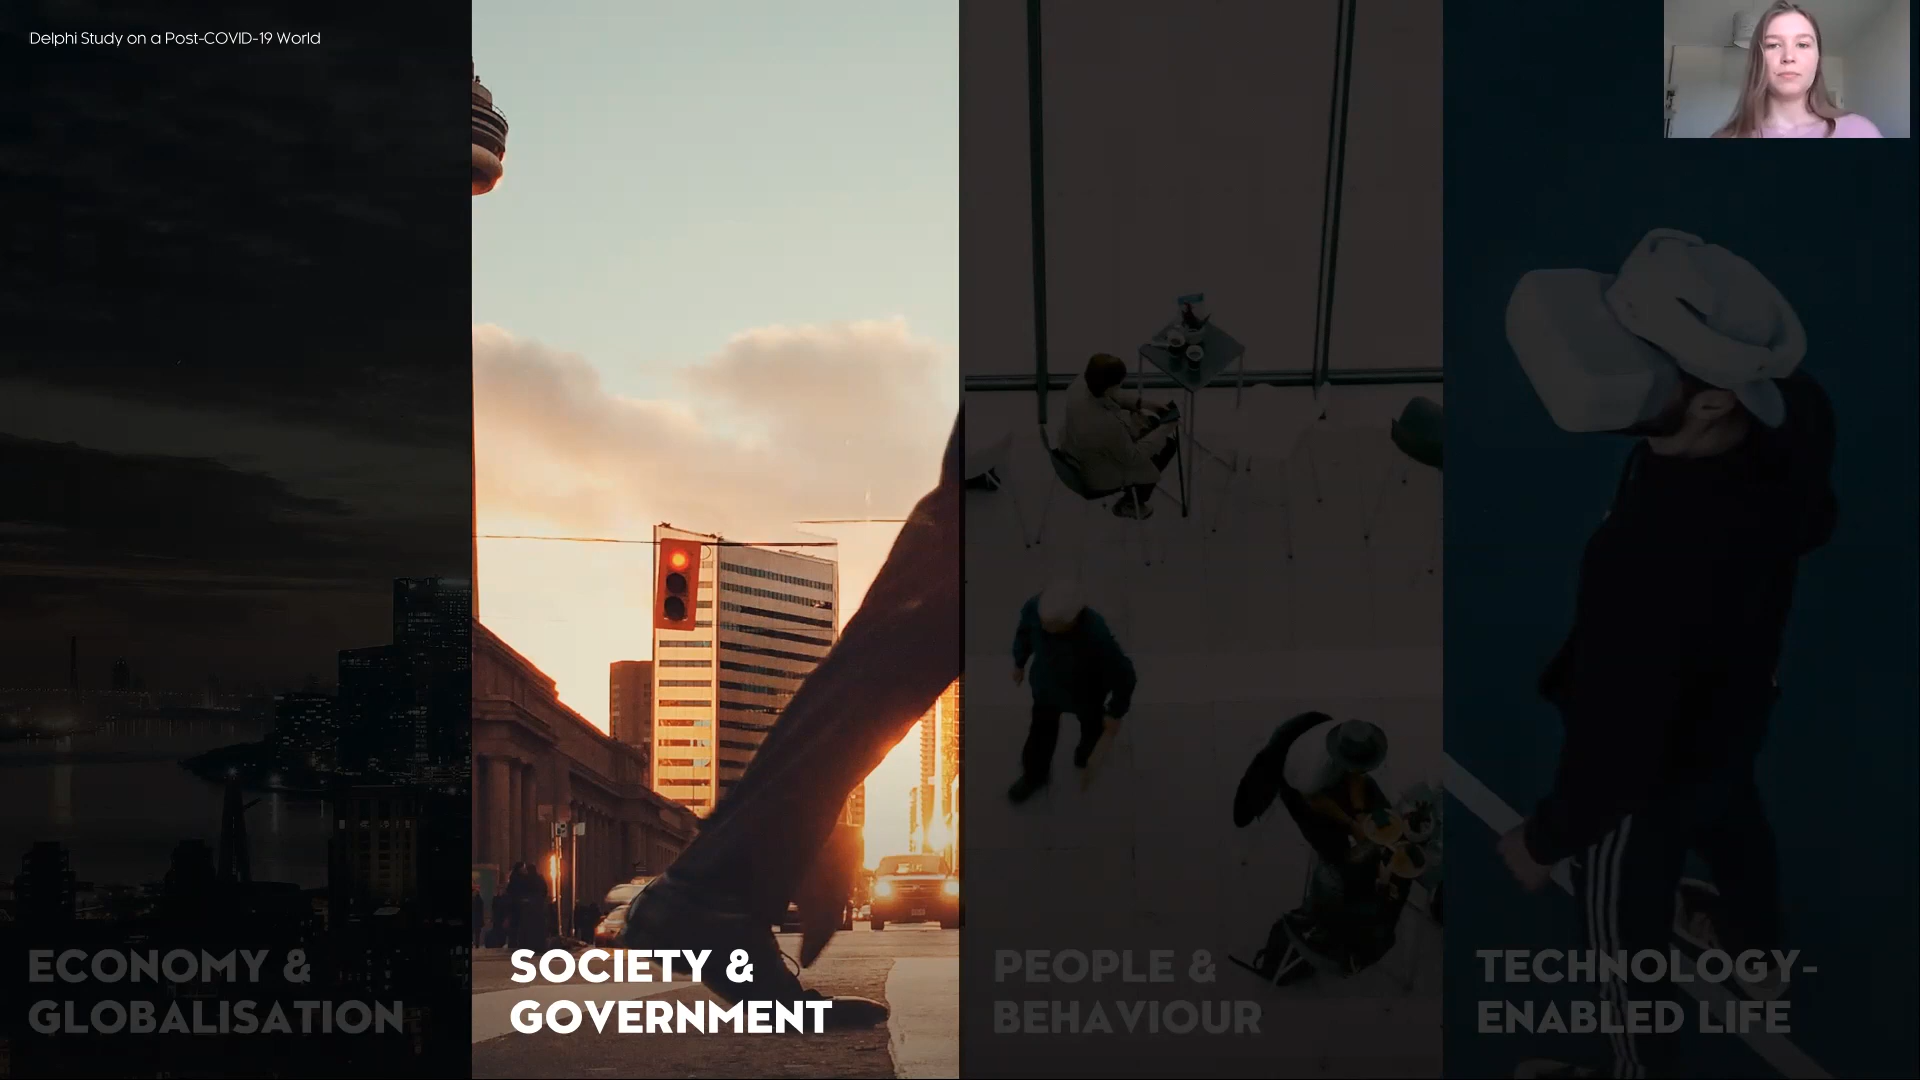 Delphi Study on a Post-COVID-19 World
ECONOMY &
GLOBALISATION
SOCIETY &
GOVERNMENT
PEOPLE &
BEHAVIOUR
TECHNOLOGY-
ENABLED LIFE